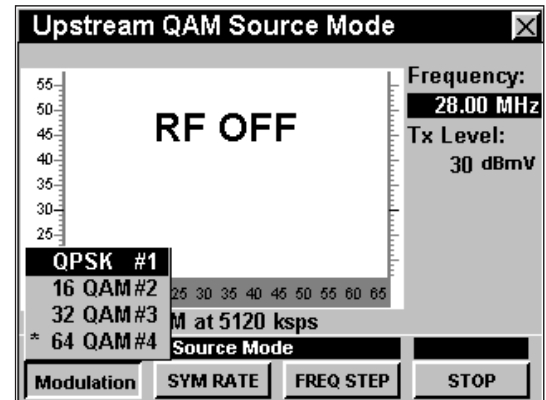 Upstream QAM Source Mode
Frequency:
28.00 MHz
Tx Level:
30 dBmV
55
50
45
40
35
30
25
RF OFF
QPSK #1
16 QAM #2
32 QAM #3
* 64 QAM #4
25 30 35 40 45 50 55 60 65
M at 5120 ksps
Source Mode
Modulation SYM RATE FREQ STEP STOP